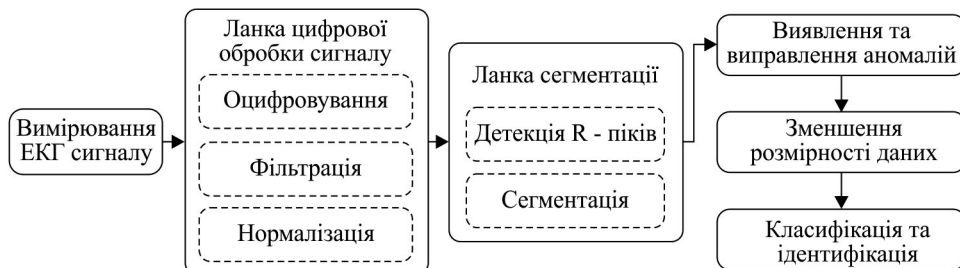 Вимірювання
ЕКГ сигналу
Ланка цифрової
обробки сигналу
Оцифровування
Фільтрація
Нормалізація
Ланка сегментації
Детекція R - піків
Сегментація
Виявлення та
виправлення аномалій
Зменшення
розмірності даних
Класифікація та
ідентифікація